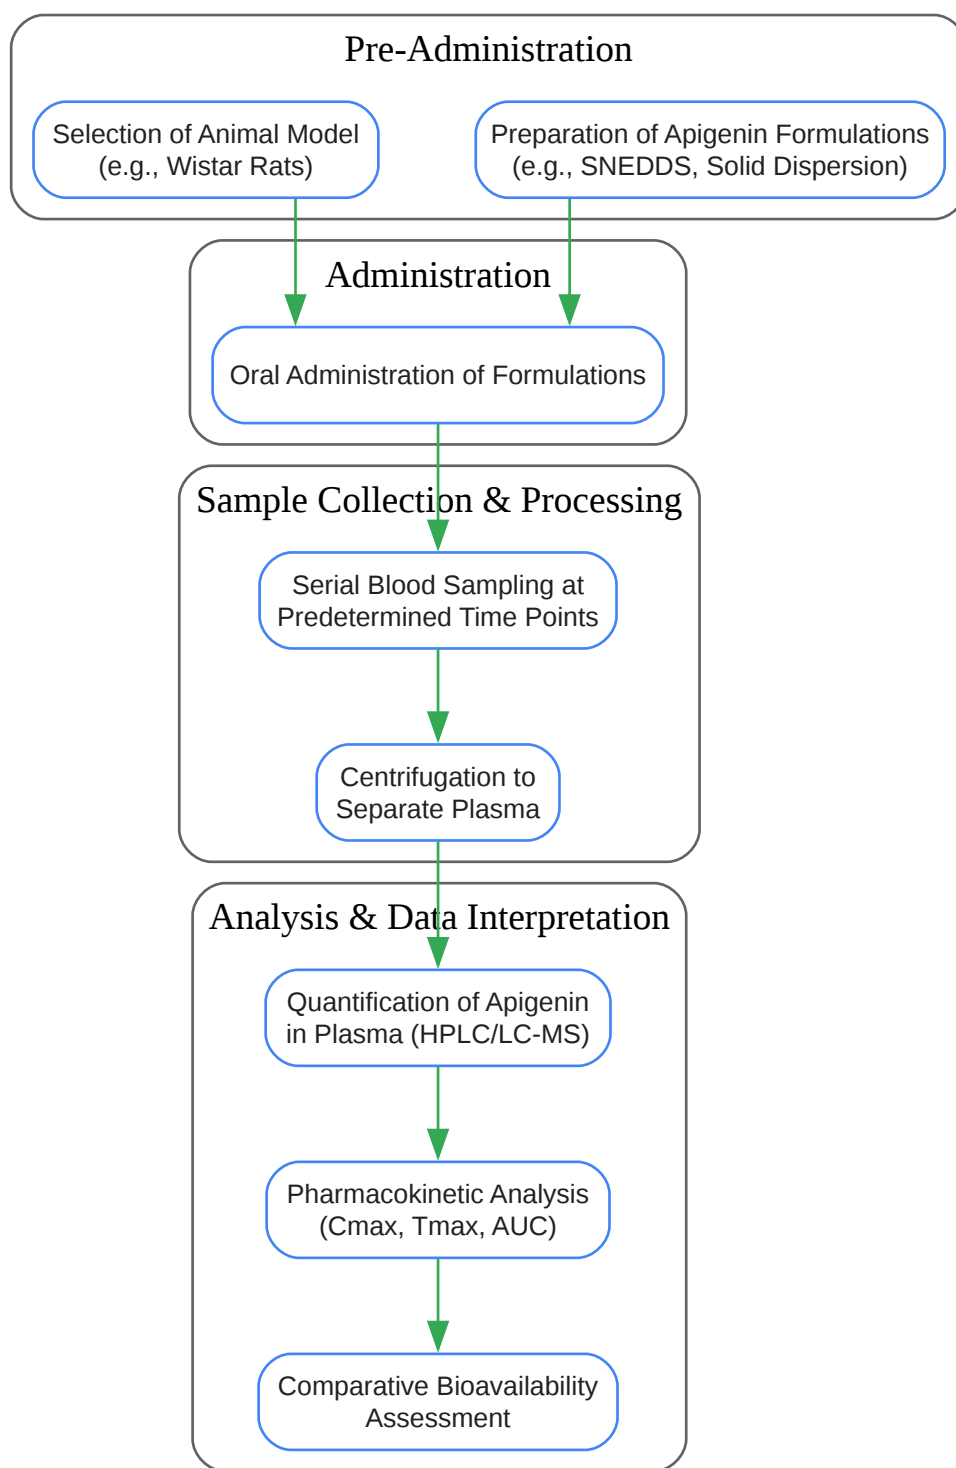 Pre-Administration
Selection of Animal Model
(e.g., Wistar Rats)
Preparation of Apigenin Formulations
(e.g., SNEDDS, Solid Dispersion)
Administration
Oral Administration of Formulations
Sample Collection & Processing
Serial Blood Sampling at
Predetermined Time Points
Centrifugation to
Separate Plasma
Analysis & Data Interpretation
Quantification of Apigenin
in Plasma (HPLC/LC-MS)
Pharmacokinetic Analysis
(Cmax, Tmax, AUC)
Comparative Bioavailability
Assessment